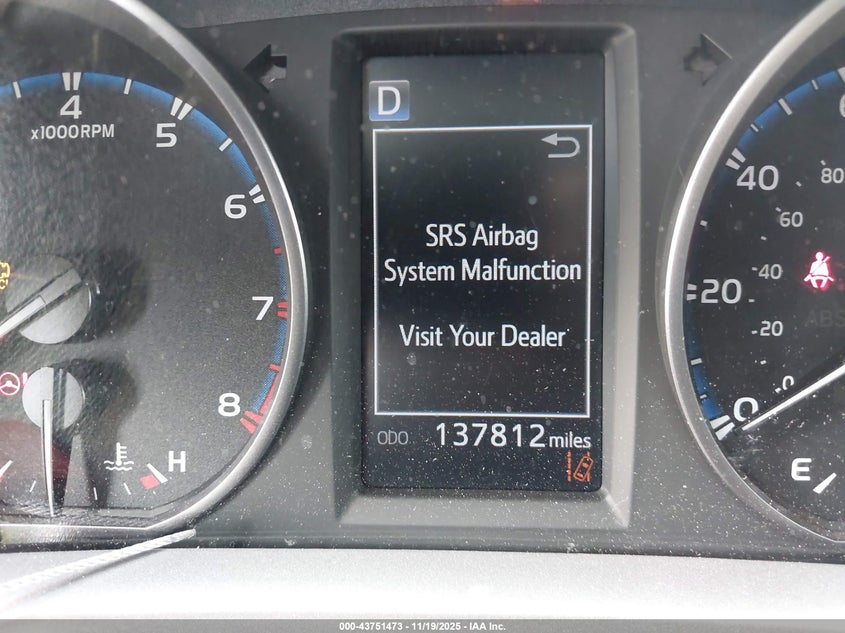 D
4
x1000RPM
5
6
7
8
H
SRS Airbag
System Malfunction
Visit Your Dealer
ODO 137812 miles
40
80
60
20
40
20
0
0
E
ABS
000-43751473 - 11/19/2025 - IAA Inc.